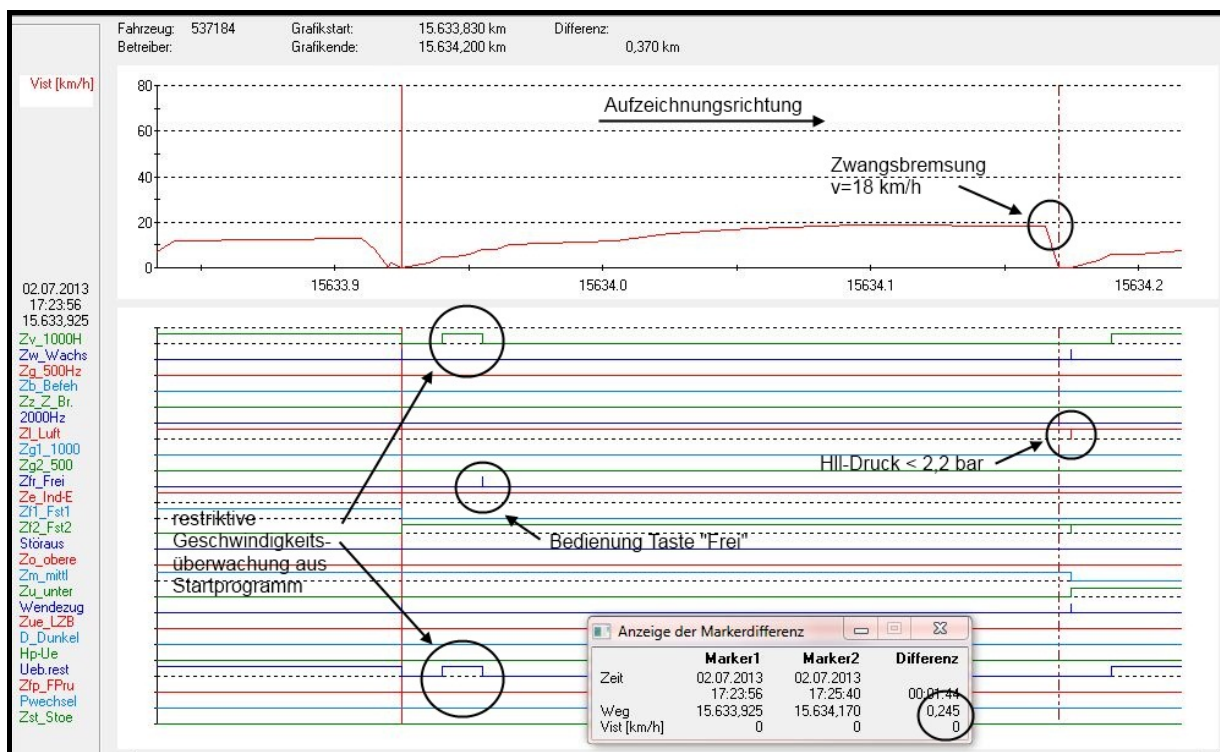 Fahrzeug: 537184 Grafikstart: 15.633,830 km Differenz:
Betreiber: Grafikende: 15.634,200 km 0,370 km
Vist [km/h]
80
60
40
20
0
Aufzeichnungsrichtung
Zwangsbremsung
v=18 km/h
15633.9 15634.0 15634.1 15634.2
02.07.2013
17:23:56
15.633,925
Zv_1000H
Zw_Wachs
Zg_500Hz
Zb_Befeh
Zz_Z_Br.
2000Hz
Zl_Luft
Zg1_1000
Zg2_500
Zfr_Frei
Ze_Ind-E
Zf1_Fst1
Zf2_Fst2
Störaus
Zo_obere
Zm_mittl
Zu_unter
Wendezug
Zue_LZB
D_Dunkel
Hp-Ue
Ueb.rest
Zfp_FPru
Pwechsel
Zst_Stoe
HII-Druck < 2,2 bar
restriktive
Geschwindigkeits-
überwachung aus
Startprogramm
Bedienung Taste "Frei"
Anzeige der Markerdifferenz
Marker1 Marker2 Differenz
Zeit 02.07.2013 02.07.2013
17:23:56 17:25:40 00:01:44
Weg 15.633,925 15.634,170 0,245
Vist [km/h] 0 0 0